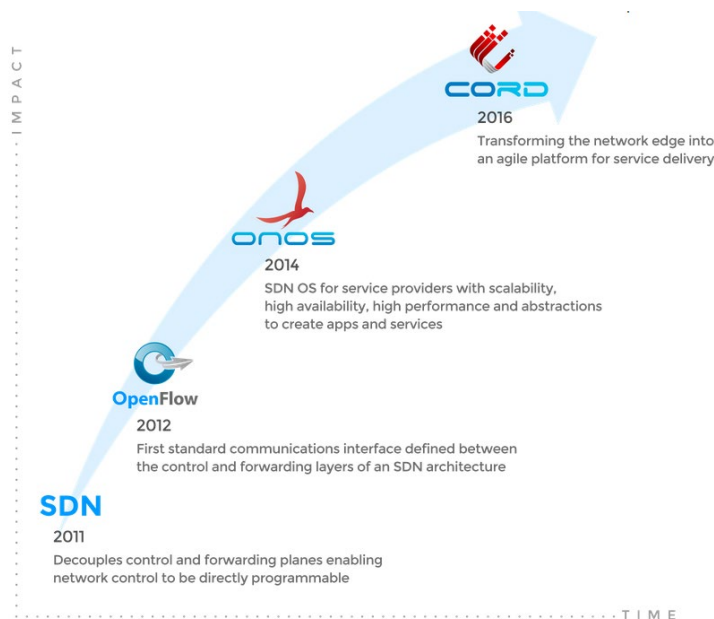 IMPACT
CORD
2016
Transforming the network edge into
an agile platform for service delivery
ONOS
2014
SDN OS for service providers with scalability,
high availability, high performance and abstractions
to create apps and services
OpenFlow
2012
First standard communications interface defined between
the control and forwarding layers of an SDN architecture
SDN
2011
Decouples control and forwarding planes enabling
network control to be directly programmable
TIME